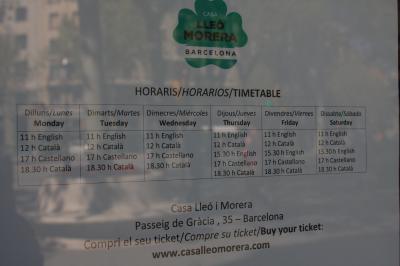 CASA
LLEÓ
MORERA
BARCELONA
HORARIS/HORARIOS/TIMETABLE
Dilluns/Lunes Dimarts/Martes Dimecres/Miércoles Dijous/Jueves Divendres/Viernes Dissabte/Sábado
Monday Tuesday Wednesday Thursday Friday Saturday
11 h English 11 h English 11 h English 11 h English 11 h English 11 h English
12 h Català 12 h Català 12 h Català 12 h Català 12 h Català 12 h Català
17 h Castellano 17 h Castellano 17 h Castellano 15.30 h English 15.30 h English 15.30 h English
18.30 h Català 18.30 h Català 18.30 h Català 17 h Castellano 17 h Castellano 17 h Castellano
18.30 h Català 18.30 h Català 18.30 h Català
Casa Lleó i Morera
Passeig de Gràcia , 35 – Barcelona
Compri el seu ticket/Compre su ticket/Buy your ticket:
www.casalleomorera.com